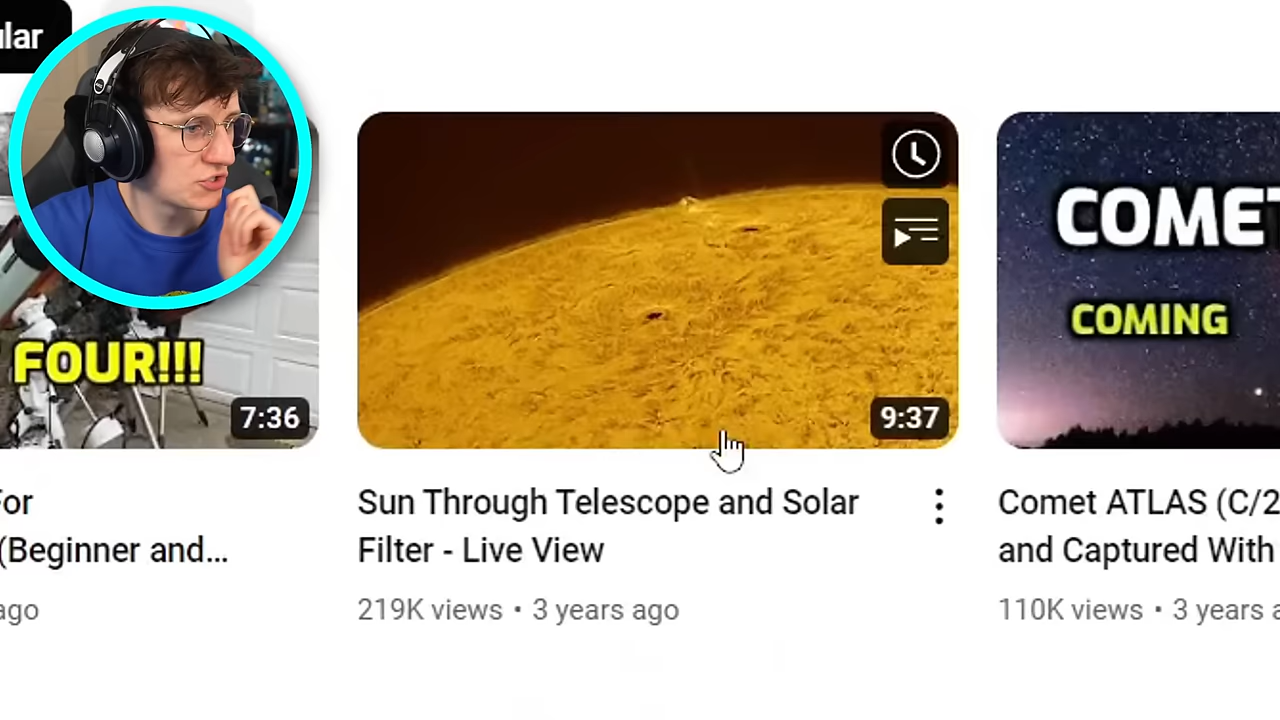 ular
FOUR!!!
7:36
9:37
COMET
COMING
For
(Beginner and...
ago
Sun Through Telescope and Solar
Filter - Live View
219K views • 3 years ago
Comet ATLAS (C/2
and Captured With
110K views • 3 years a